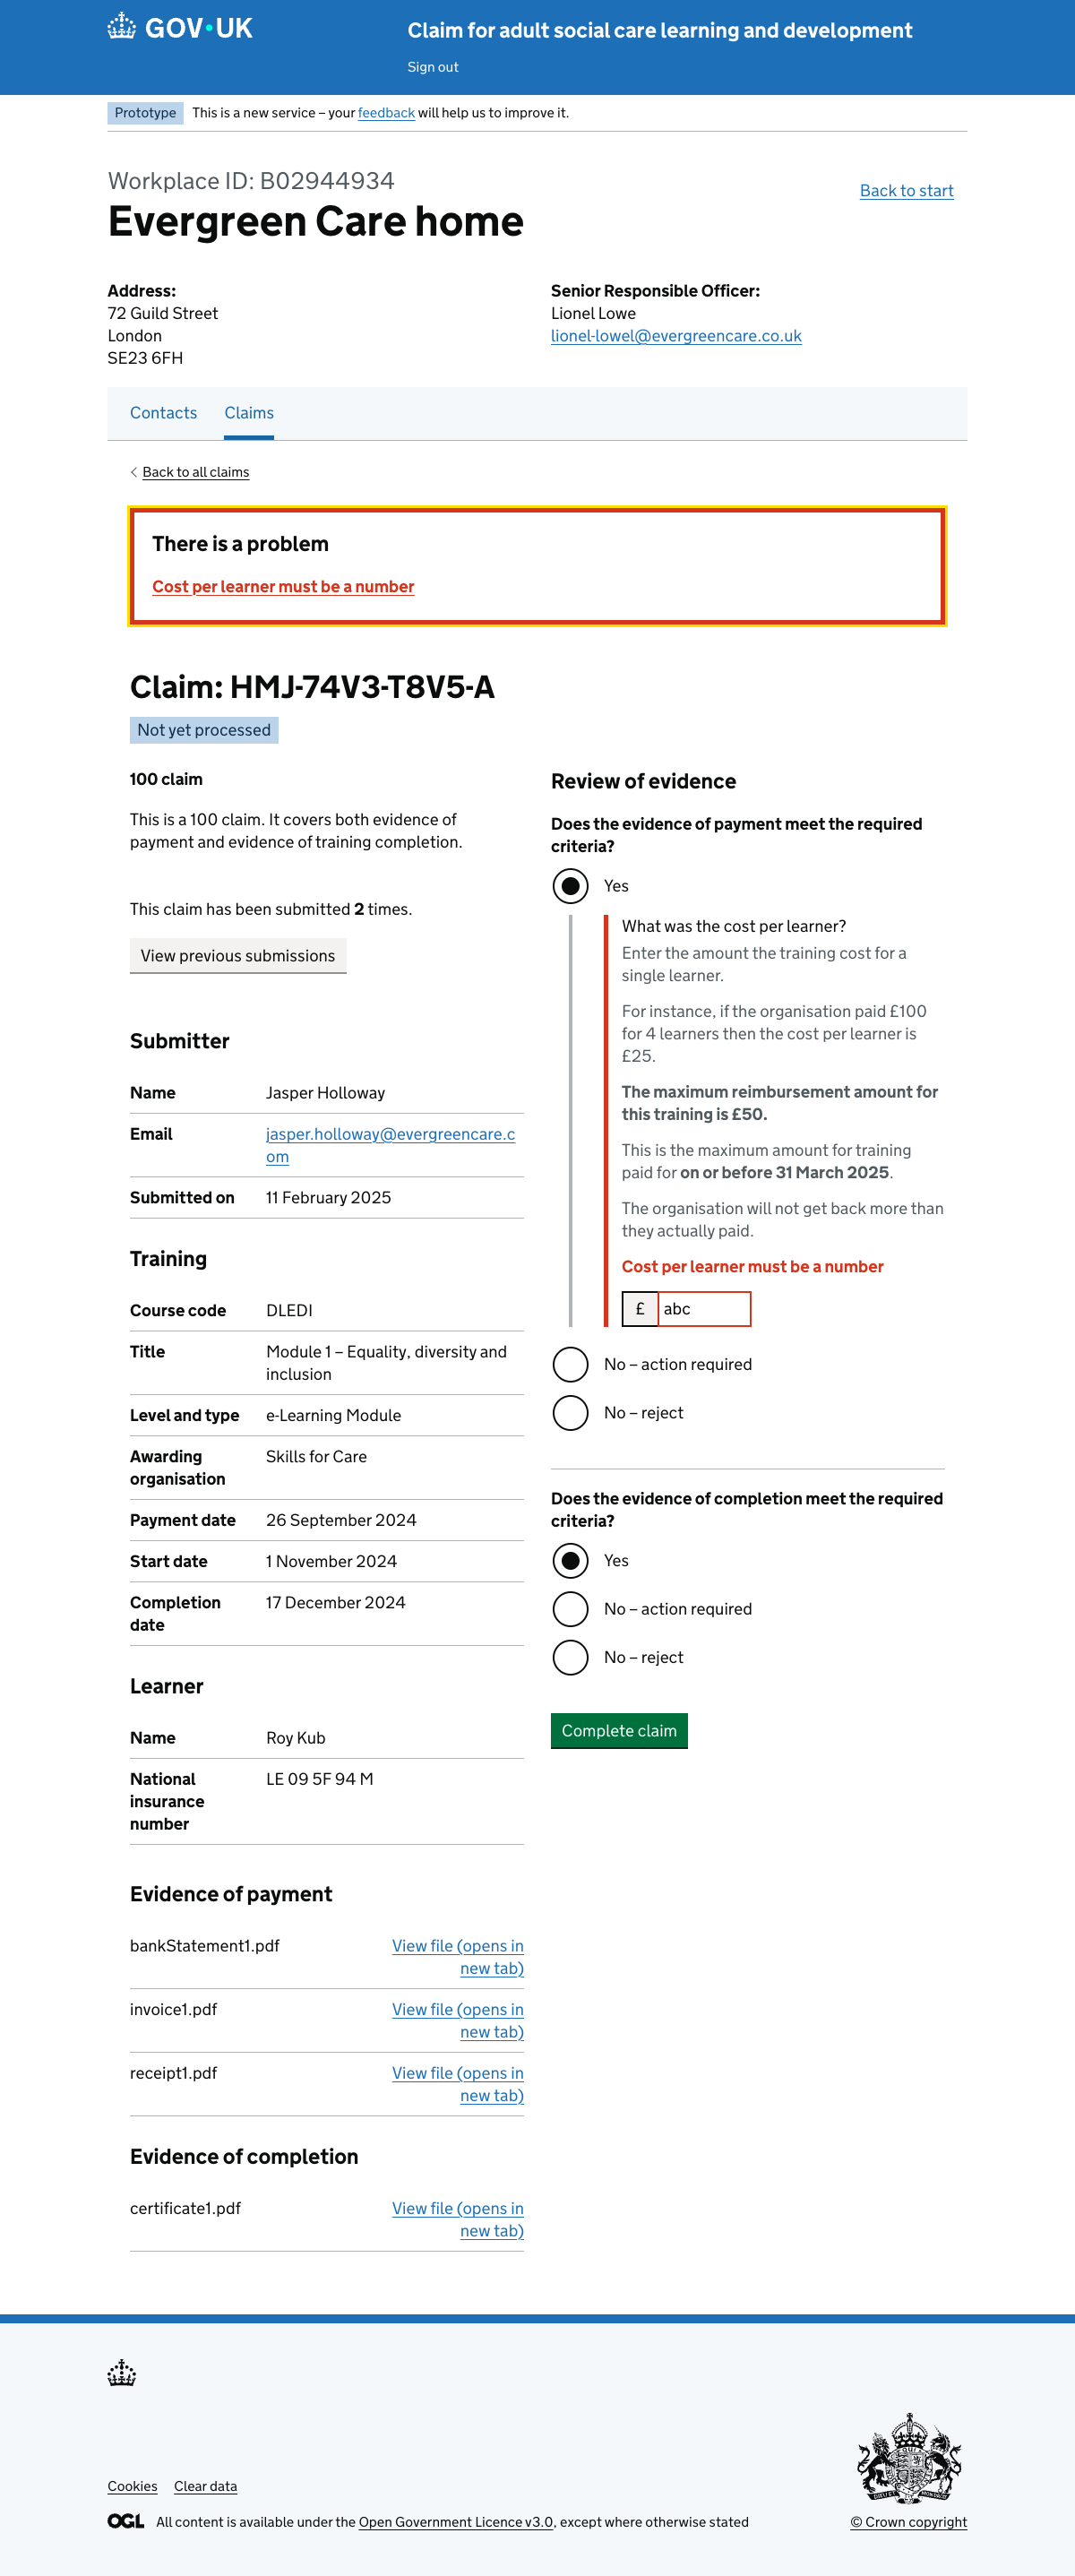 GOV·UK
Claim for adult social care learning and development
Sign out
Prototype This is a new service – your feedback will help us to improve it.
Workplace ID: B02944934
Back to start
Evergreen Care home
Address:
72 Guild Street
London
SE23 6FH
Senior Responsible Officer:
Lionel Lowe
lionel-lowel@evergreencare.co.uk
Contacts Claims
Back to all claims
There is a problem
Cost per learner must be a number
Claim: HMJ-74V3-T8V5-A
Not yet processed
100 claim
This is a 100 claim. It covers both evidence of
payment and evidence of training completion.
This claim has been submitted 2 times.
View previous submissions
Submitter
Name Jasper Holloway
Email jasper.holloway@evergreencare.c
om
Submitted on 11 February 2025
Training
Course code DLEDI
Title Module 1 – Equality, diversity and
inclusion
Level and type e-Learning Module
Awarding Skills for Care
organisation
Payment date 26 September 2024
Start date 1 November 2024
Completion 17 December 2024
date
Learner
Name Roy Kub
National LE 09 5F 94 M
insurance
number
Evidence of payment
bankStatement1.pdf View file (opens in
new tab)
invoice1.pdf View file (opens in
new tab)
receipt1.pdf View file (opens in
new tab)
Evidence of completion
certificate1.pdf View file (opens in
new tab)
Review of evidence
Does the evidence of payment meet the required
criteria?
Yes
What was the cost per learner?
Enter the amount the training cost for a
single learner.
For instance, if the organisation paid £100
for 4 learners then the cost per learner is
£25.
The maximum reimbursement amount for
this training is £50.
This is the maximum amount for training
paid for on or before 31 March 2025.
The organisation will not get back more than
they actually paid.
Cost per learner must be a number
£ abc
No – action required
No – reject
Does the evidence of completion meet the required
criteria?
Yes
No – action required
No – reject
Complete claim
Cookies Clear data
OGL All content is available under the Open Government Licence v3.0, except where otherwise stated
© Crown copyright